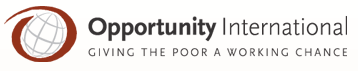 Opportunity International
GIVING THE POOR A WORKING CHANCE